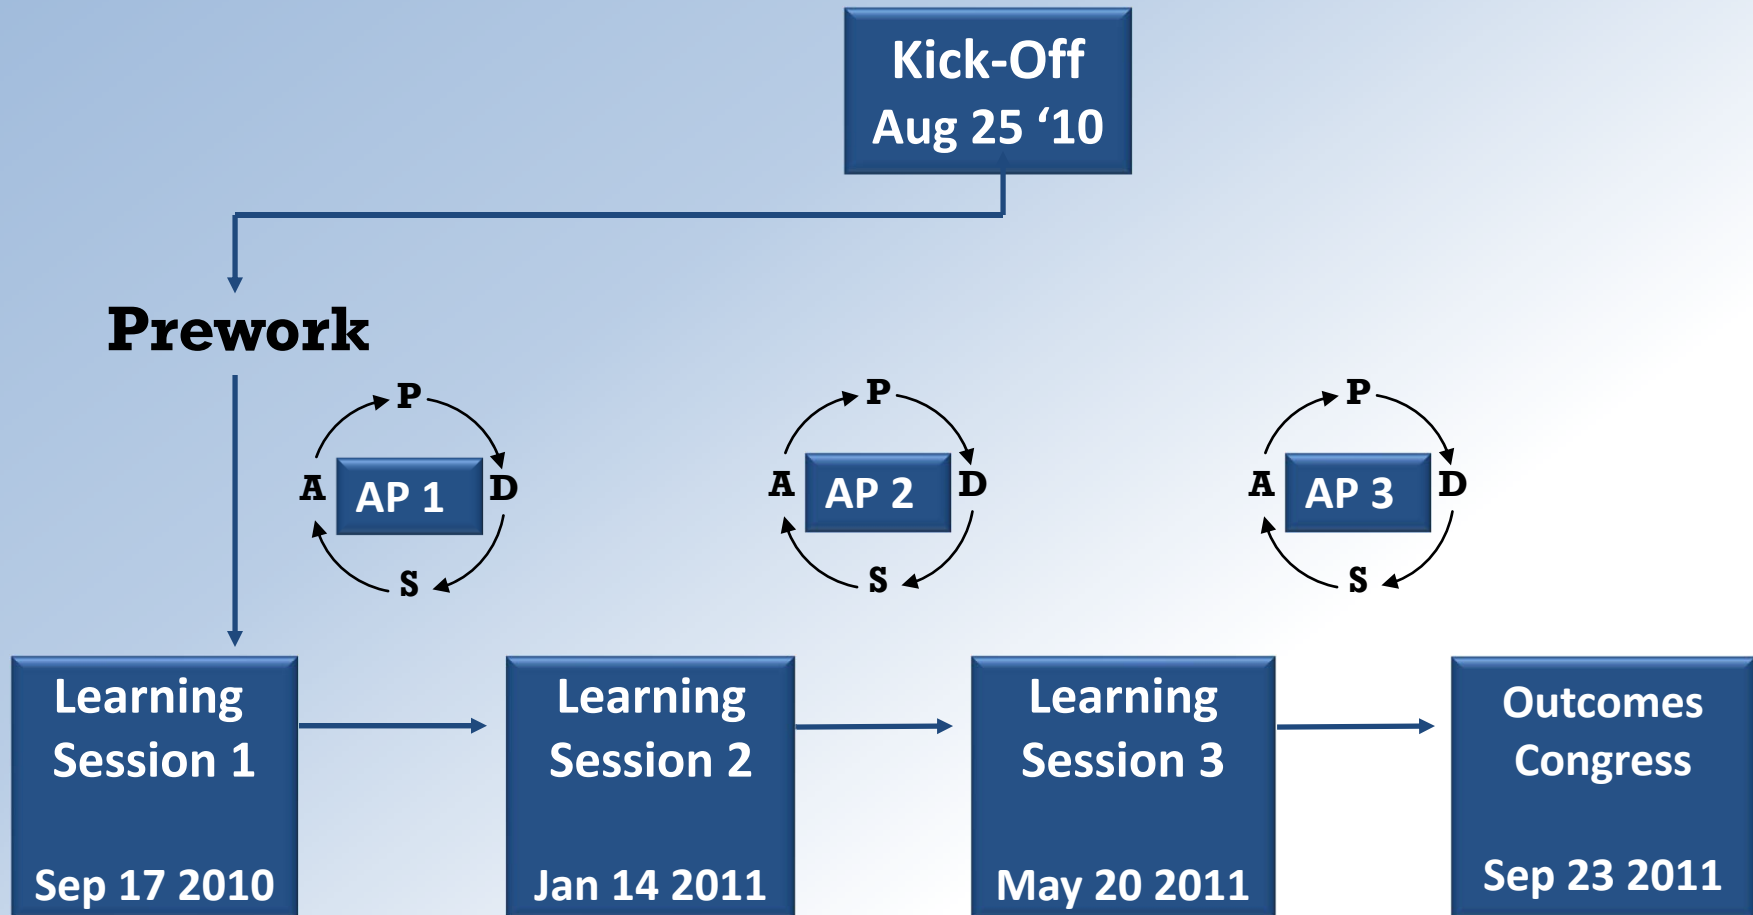 Kick-Off
Aug 25 ‘10
Prework
P
A
AP 1
D
S
P
A
AP 2
D
S
P
A
AP 3
D
S
Learning
Session 1
Sep 17 2010
Learning
Session 2
Jan 14 2011
Learning
Session 3
May 20 2011
Outcomes
Congress
Sep 23 2011